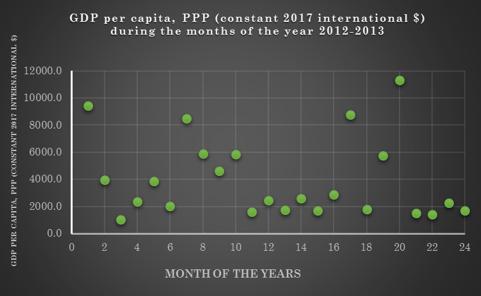 GDP per capita, PPP (constant 2017 international $)
during the months of the year 2012-2013
GDP PER CAPITA, PPP (CONSTANT 2017 INTERNATIONAL $)
12000.0
10000.0
8000.0
6000.0
4000.0
2000.0
0.0
0 2 4 6 8 10 12 14 16 18 20 22 24
MONTH OF THE YEARS